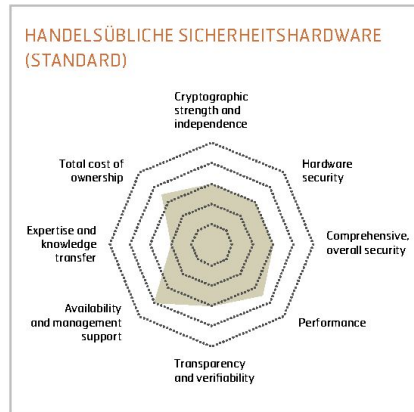 HANDELSÜBLICHE SICHERHEITSHARDWARE
(STANDARD)
Cryptographic
strength and
independence
Total cost of
ownership
Hardware
security
Expertise and
knowledge
transfer
Comprehensive,
overall security
Availability
and management
support
Performance
Transparency
and verifiability